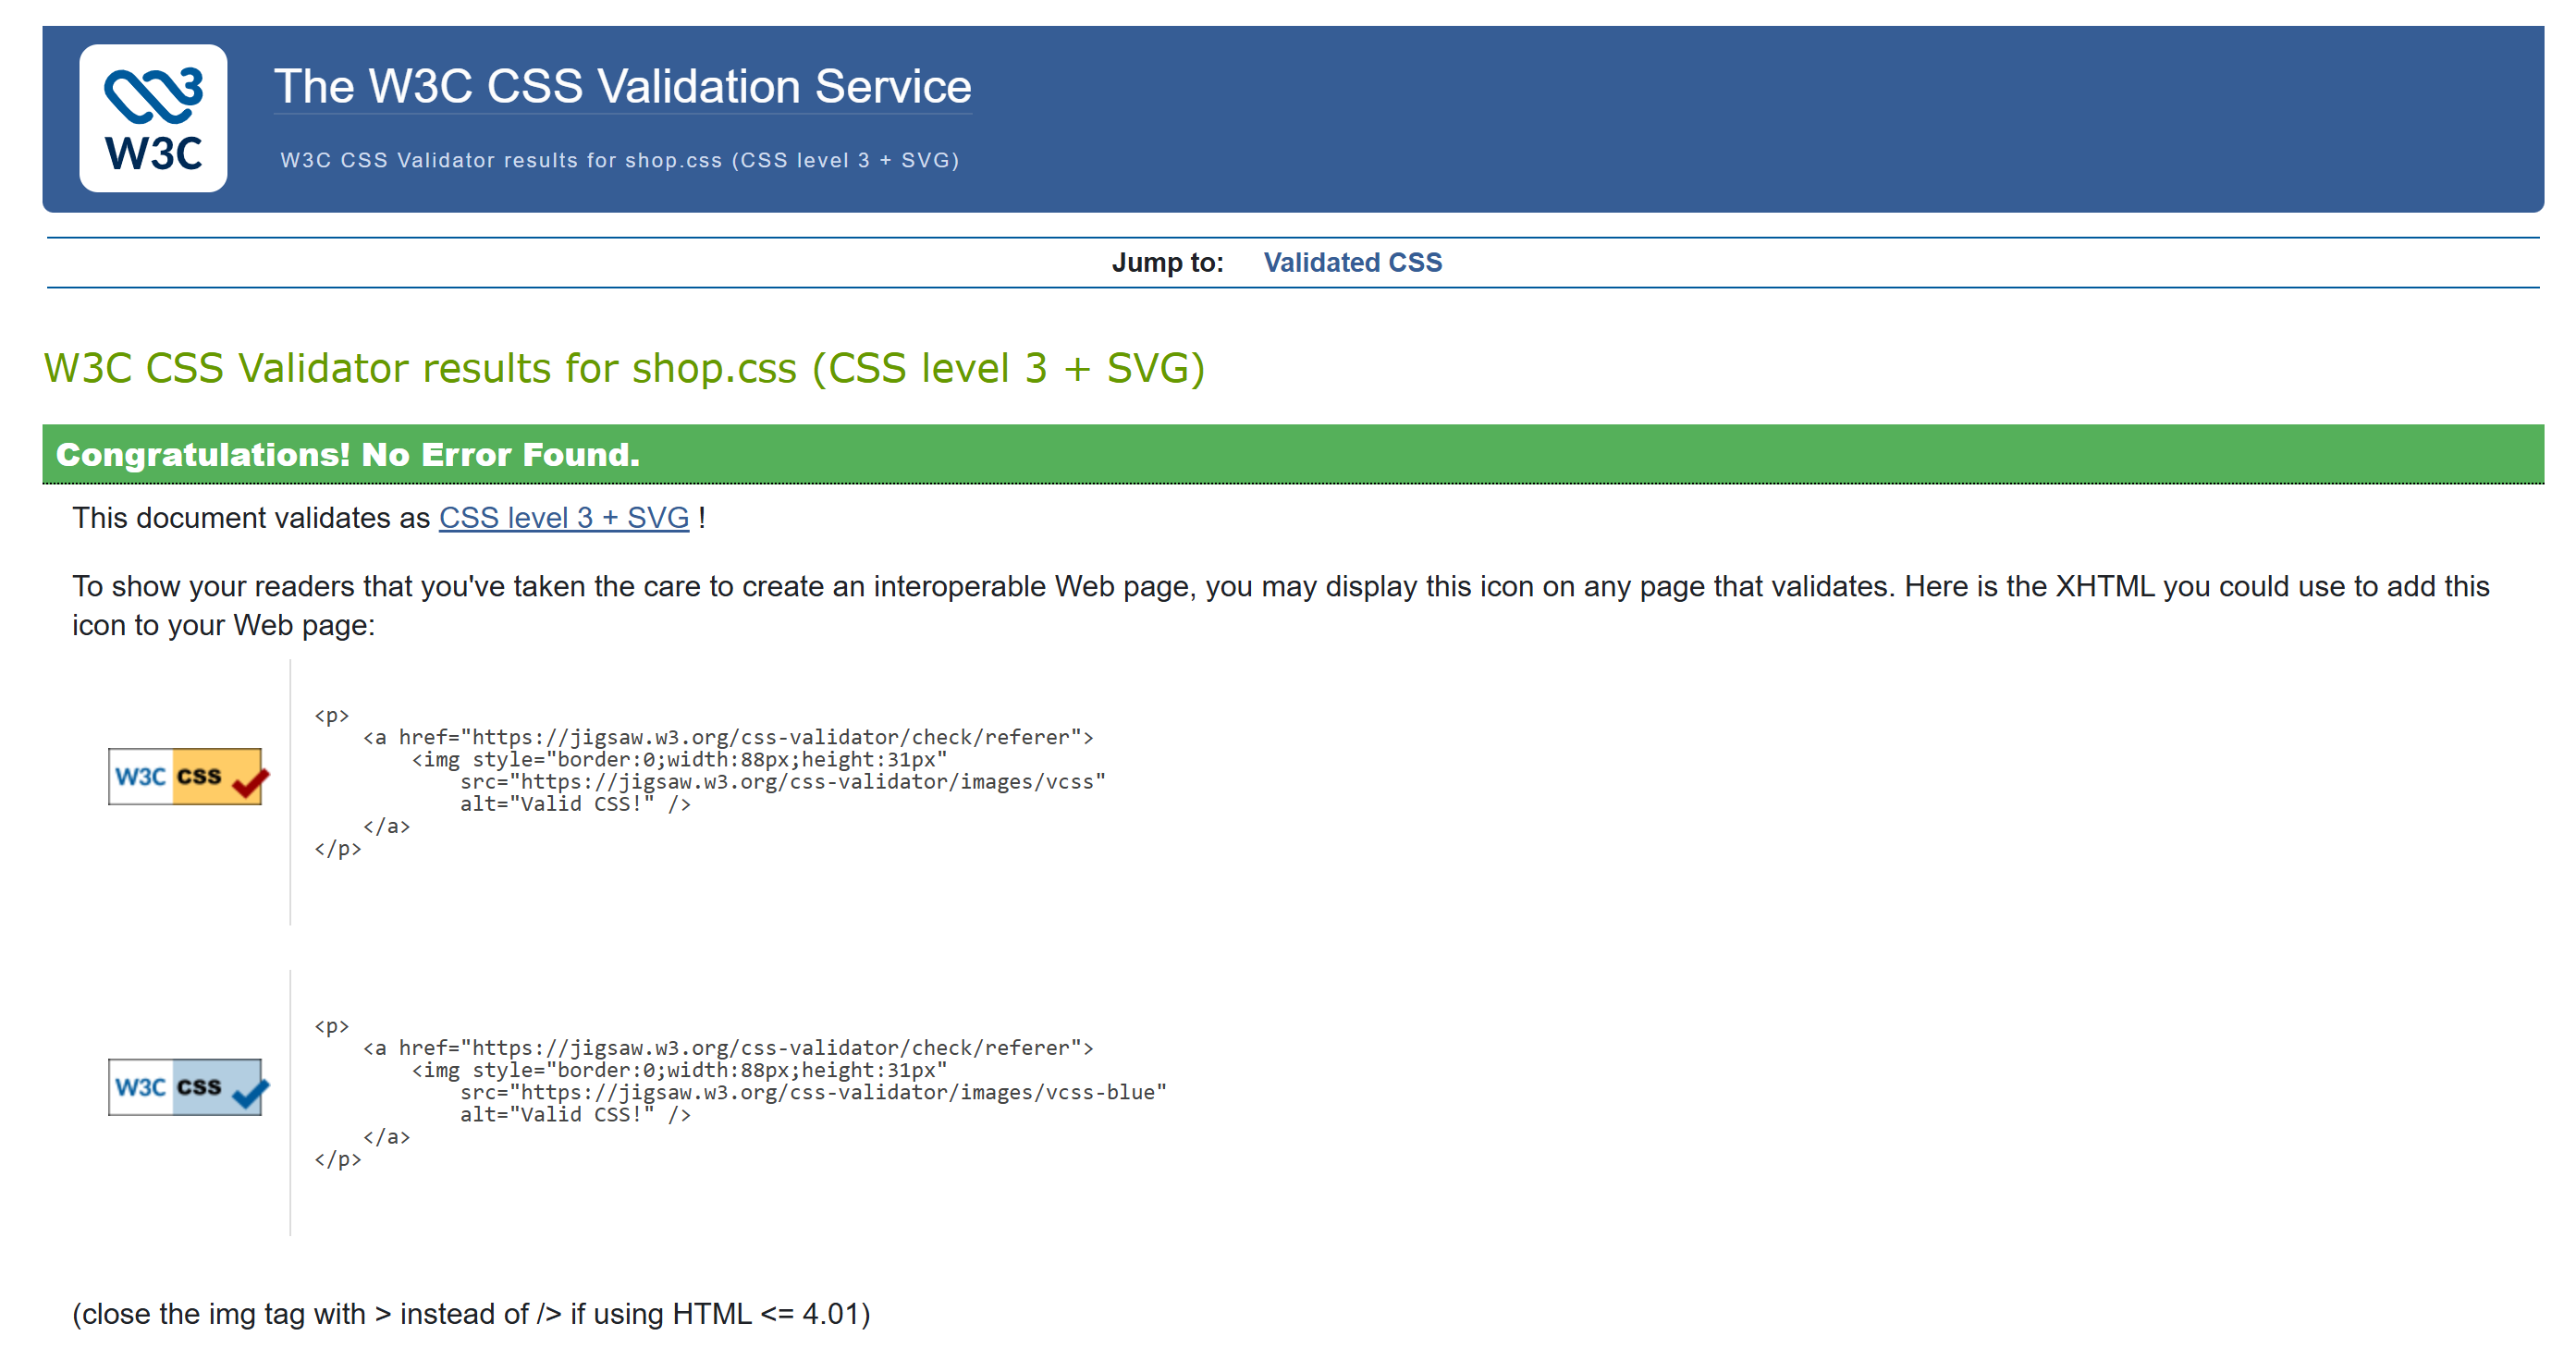 W3C
The W3C CSS Validation Service
W3C CSS Validator results for shop.css (CSS level 3 + SVG)
Jump to: Validated CSS
W3C CSS Validator results for shop.css (CSS level 3 + SVG)
Congratulations! No Error Found.
This document validates as CSS level 3 + SVG !
To show your readers that you've taken the care to create an interoperable Web page, you may display this icon on any page that validates. Here is the XHTML you could use to add this
icon to your Web page:
W3C css
<p>
    <a href="https://jigsaw.w3.org/css-validator/check/referer">
        <img style="border:0;width:88px;height:31px"
            src="https://jigsaw.w3.org/css-validator/images/vcss"
            alt="Valid CSS!" />
    </a>
</p>
W3C css
<p>
    <a href="https://jigsaw.w3.org/css-validator/check/referer">
        <img style="border:0;width:88px;height:31px"
            src="https://jigsaw.w3.org/css-validator/images/vcss-blue"
            alt="Valid CSS!" />
    </a>
</p>
(close the img tag with > instead of /> if using HTML <= 4.01)